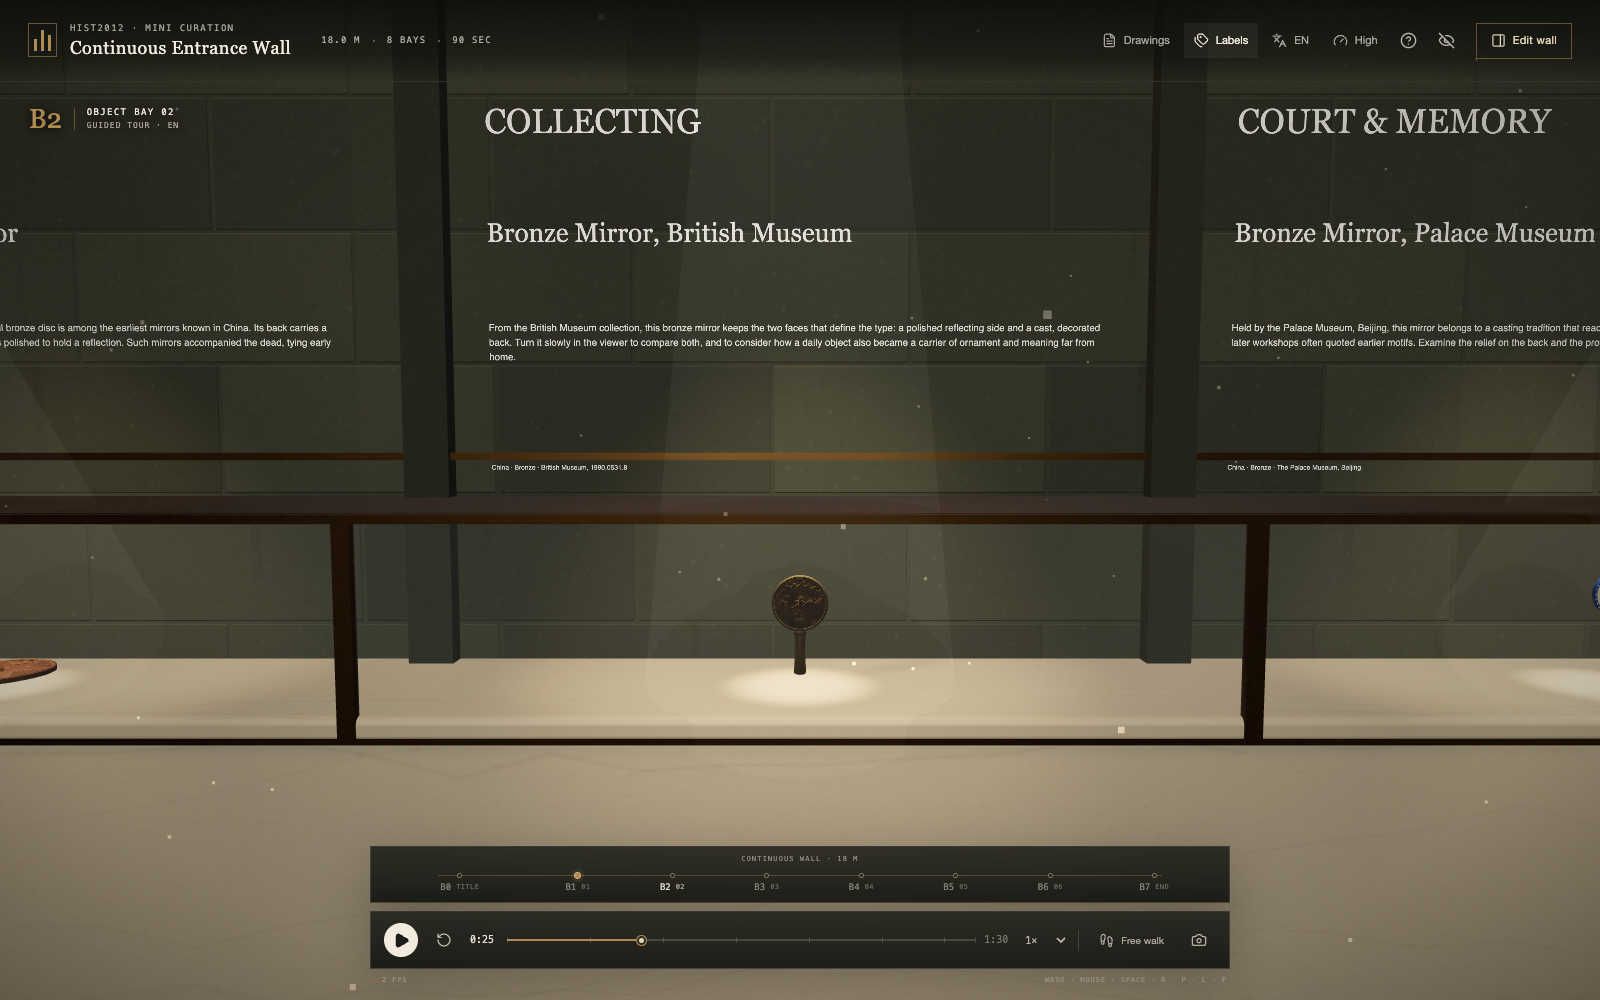 HIST2012 · MINI CURATION
Continuous Entrance Wall
18.0 M · 8 BAYS · 90 SEC
Drawings
Labels
EN
High
Edit wall
B2
OBJECT BAY 02
GUIDED TOUR · EN
COLLECTING
COURT & MEMORY
or
Bronze Mirror, British Museum
Bronze Mirror, Palace Museum
bronze disc is among the earliest mirrors known in China. Its back carries a
polished to hold a reflection. Such mirrors accompanied the dead, tying early
From the British Museum collection, this bronze mirror keeps the two faces that define the type: a polished reflecting side and a cast, decorated
back. Turn it slowly in the viewer to compare both, and to consider how a daily object also became a carrier of ornament and meaning far from
home.
Held by the Palace Museum, Beijing, this mirror belongs to a casting tradition that
later workshops often quoted earlier motifs. Examine the relief on the back and the
China · Bronze · British Museum, 1990,0531.8
China · Bronze · The Palace Museum, Beijing
CONTINUOUS WALL · 18 M
B0 TITLE
B1 01
B2 02
B3 03
B4 04
B5 05
B6 06
B7 END
0:25
1:30
1×
Free walk
2 FPS
WASD · MOUSE · SPACE · R · P · L · F